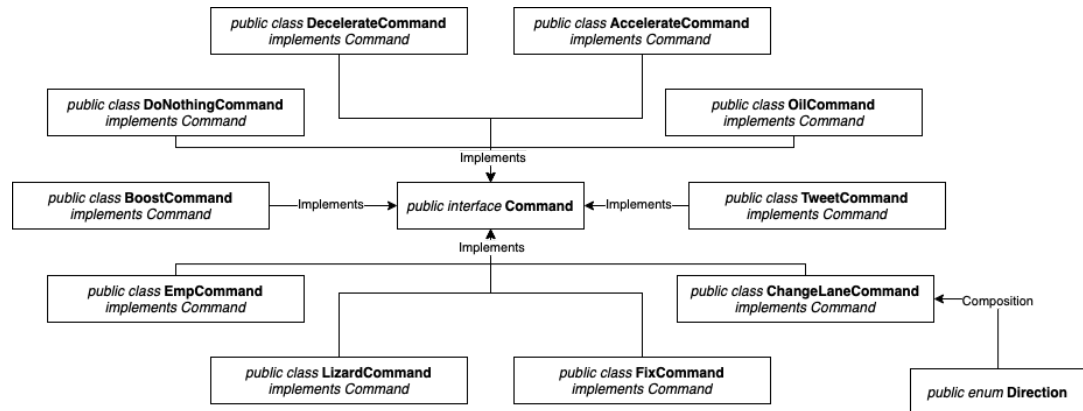 public class DecelerateCommand
implements Command
public class AccelerateCommand
implements Command
public class DoNothingCommand
implements Command
public class OilCommand
implements Command
Implements
public class BoostCommand
implements Command
Implements
public interface Command
Implements
public class TweetCommand
implements Command
Implements
public class EmpCommand
implements Command
public class ChangeLaneCommand
implements Command
Composition
public class LizardCommand
implements Command
public class FixCommand
implements Command
public enum Direction